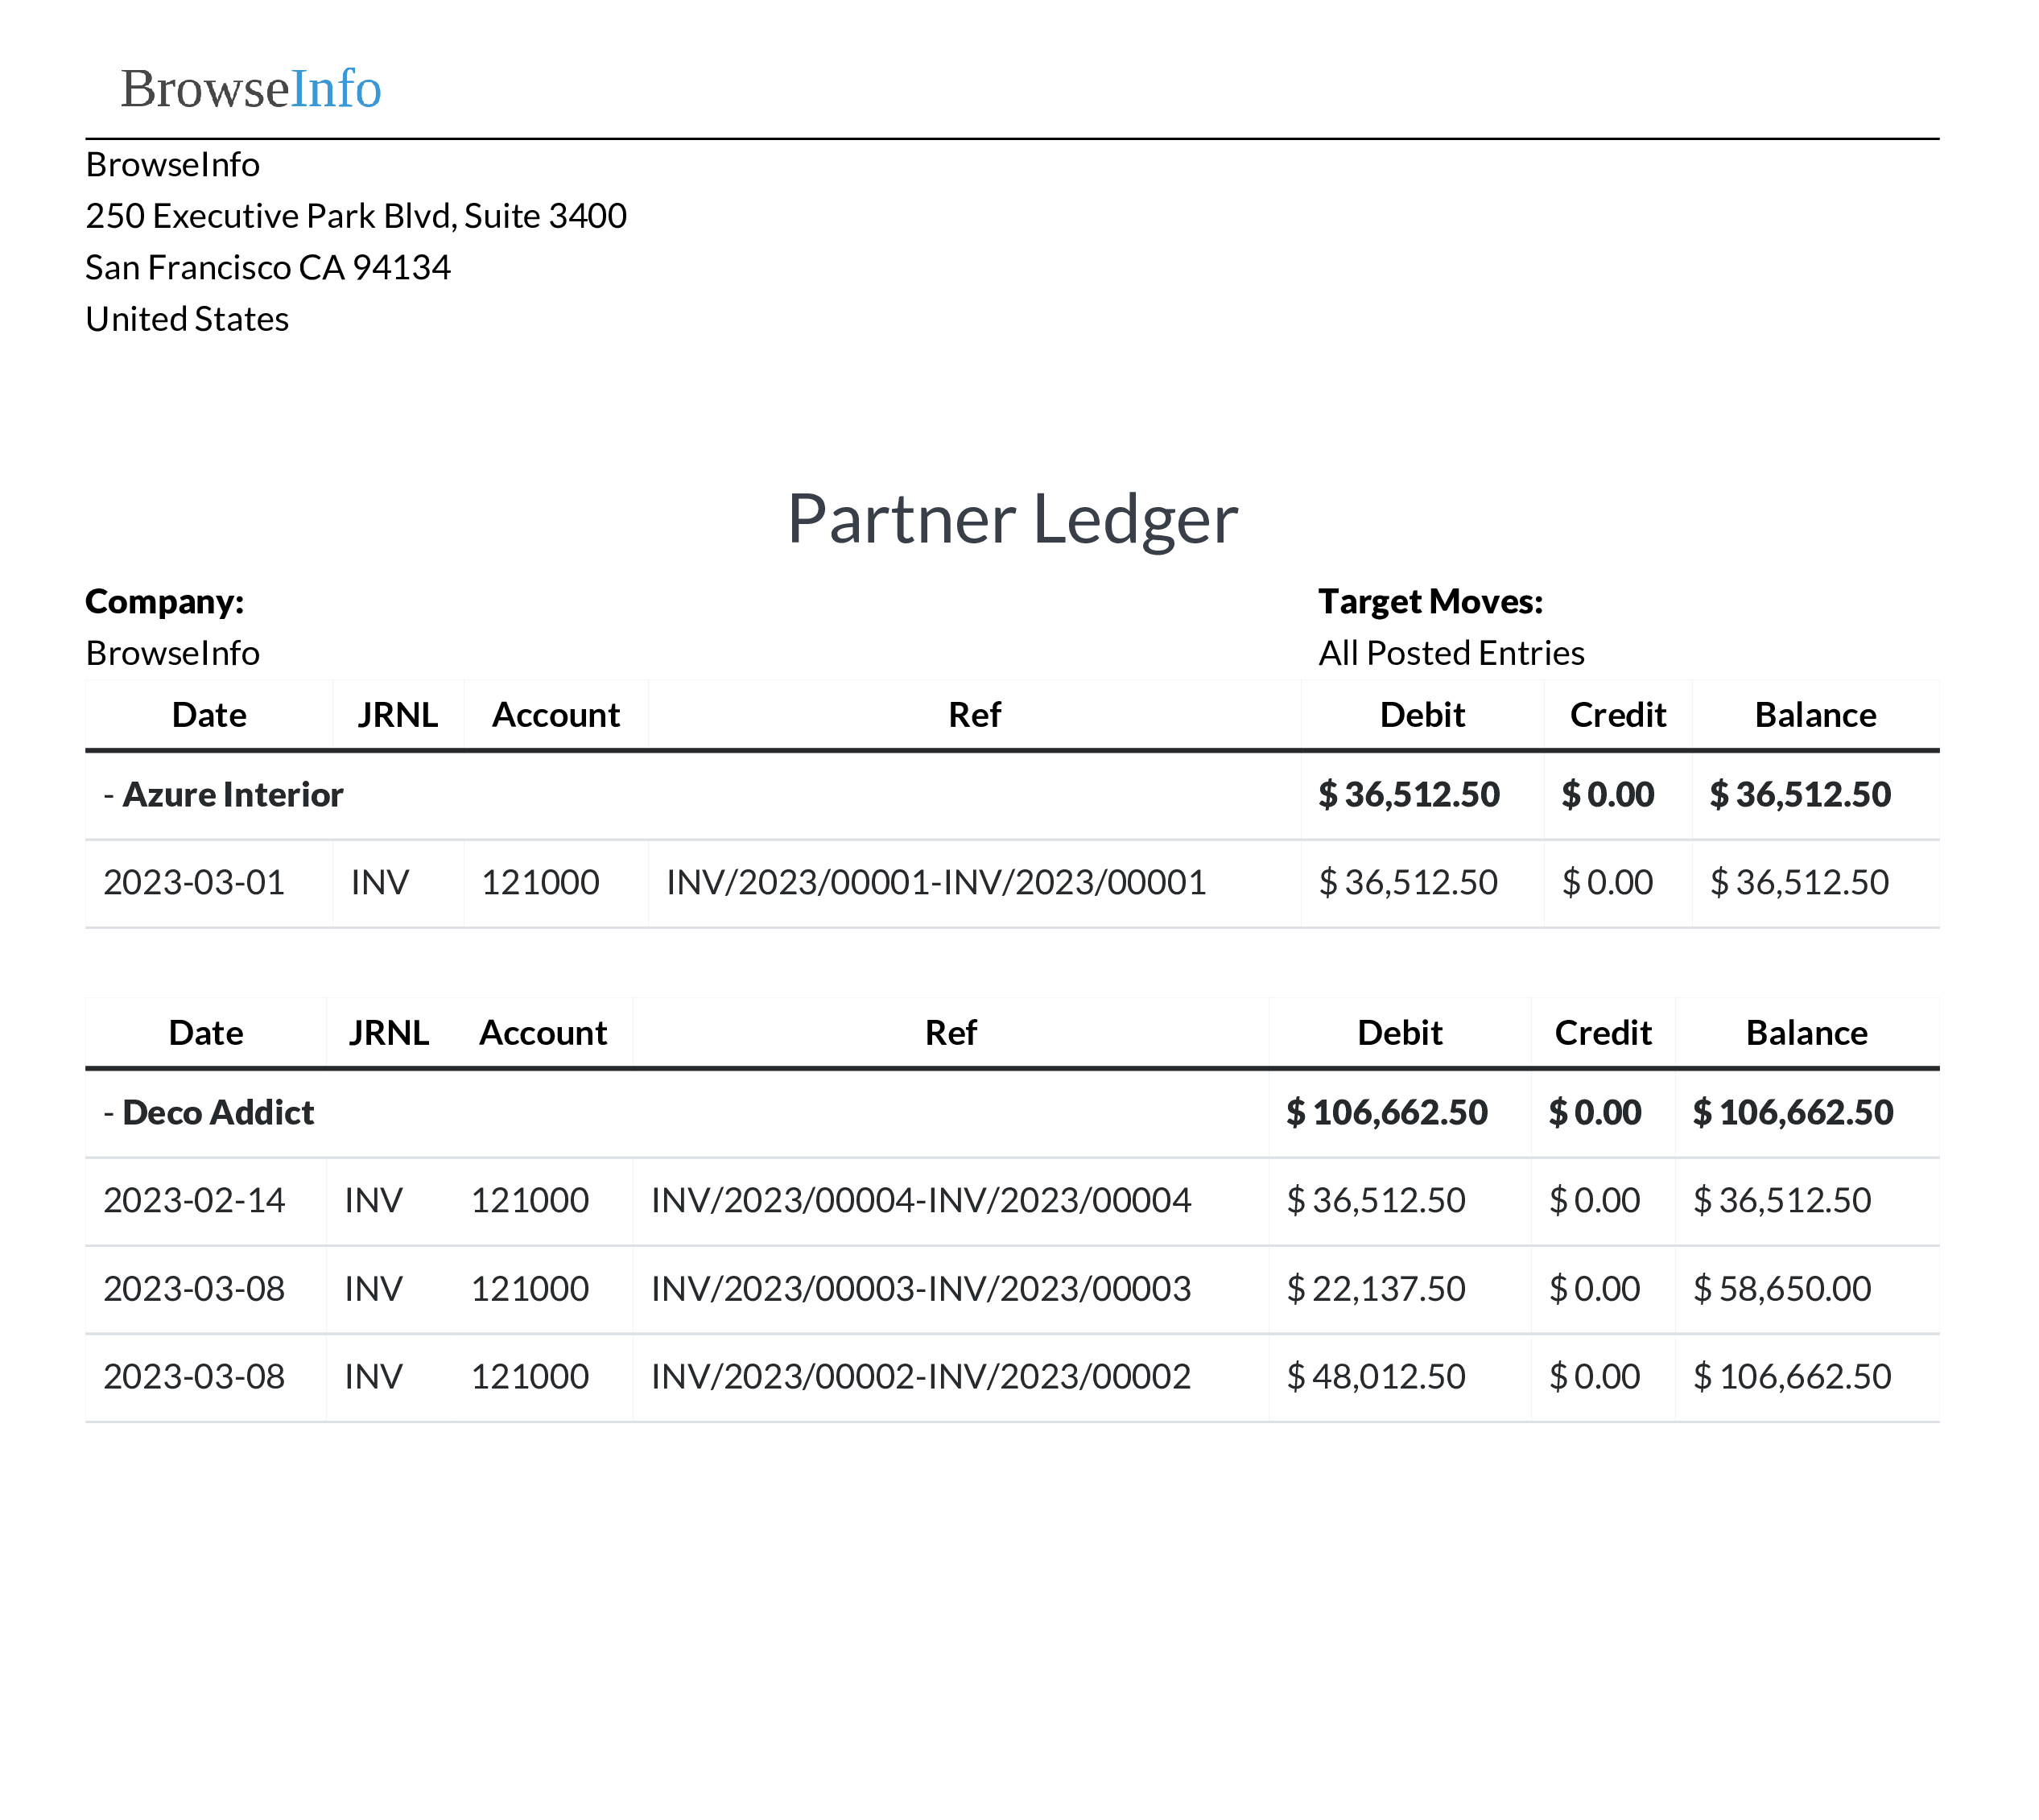 BrowseInfo
BrowseInfo
250 Executive Park Blvd, Suite 3400
San Francisco CA 94134
United States
Partner Ledger
Company: Target Moves:
BrowseInfo All Posted Entries
Date JRNL Account Ref Debit Credit Balance
- Azure Interior $ 36,512.50 $ 0.00 $ 36,512.50
2023-03-01 INV 121000 INV/2023/00001-INV/2023/00001 $ 36,512.50 $ 0.00 $ 36,512.50
Date JRNL Account Ref Debit Credit Balance
- Deco Addict $ 106,662.50 $ 0.00 $ 106,662.50
2023-02-14 INV 121000 INV/2023/00004-INV/2023/00004 $ 36,512.50 $ 0.00 $ 36,512.50
2023-03-08 INV 121000 INV/2023/00003-INV/2023/00003 $ 22,137.50 $ 0.00 $ 58,650.00
2023-03-08 INV 121000 INV/2023/00002-INV/2023/00002 $ 48,012.50 $ 0.00 $ 106,662.50